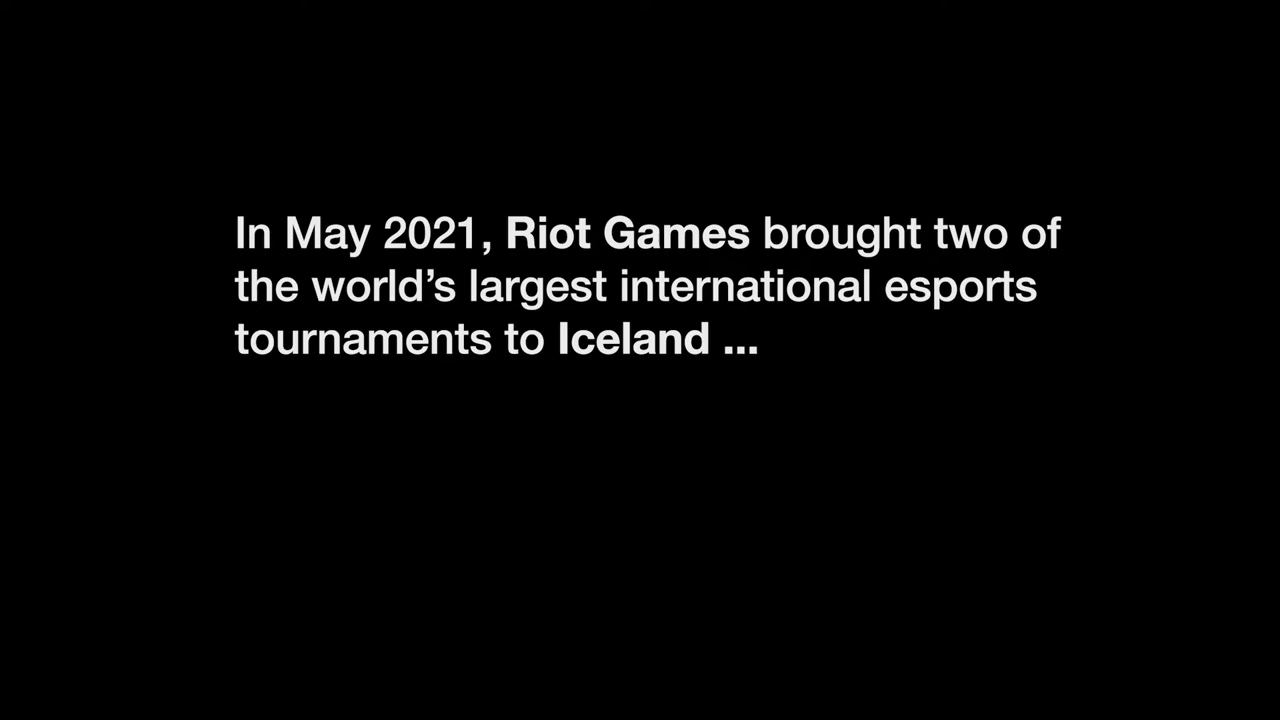 In May 2021, Riot Games brought two of
the world’s largest international esports
tournaments to Iceland ...